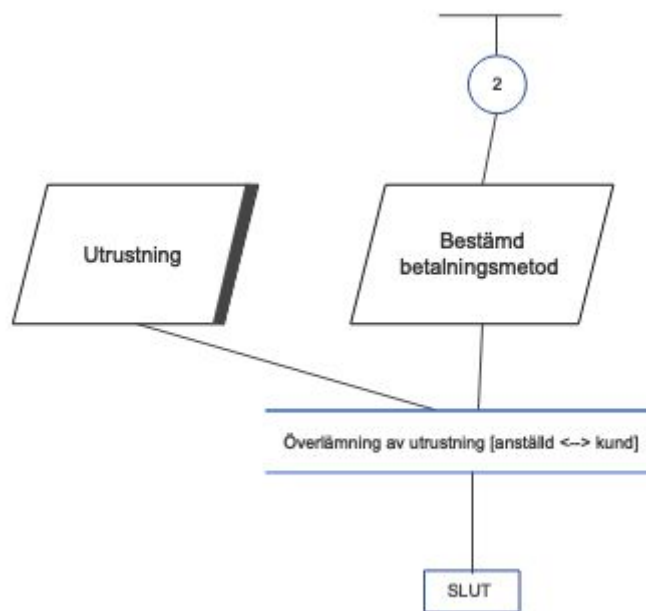 2
Utrustning
Bestämd
betalningsmetod
Överlämning av utrustning [anställd <--> kund]
SLUT